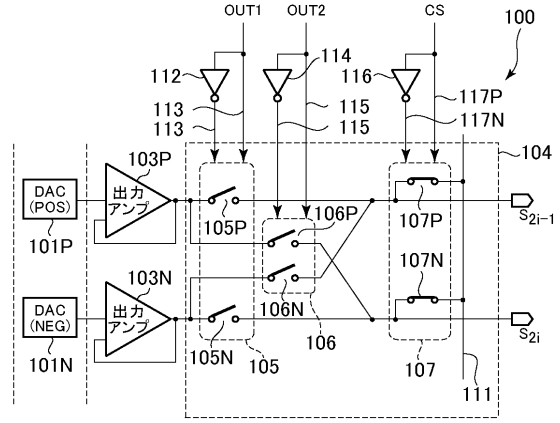 OUT1 OUT2 CS
100
112 114 116
113 115 117P
113 115 117N
104
103P
DAC
(POS)
出力
アンプ
101P
105P
106P
107P
S2i−1
103N
DAC
(NEG)
出力
アンプ
101N
106N
107N
105N
105
106
107
111
S2i